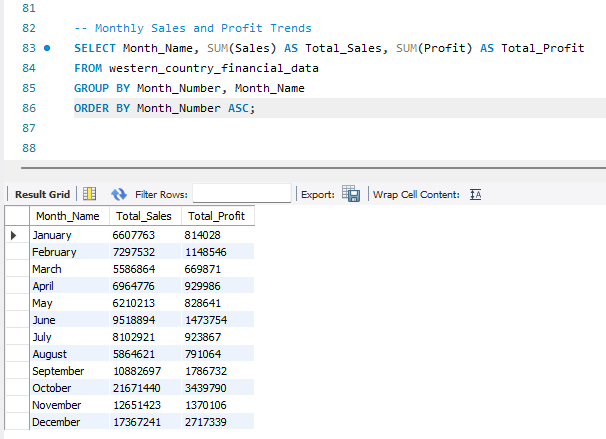 81
82 -- Monthly Sales and Profit Trends
83 SELECT Month_Name, SUM(Sales) AS Total_Sales, SUM(Profit) AS Total_Profit
84 FROM western_country_financial_data
85 GROUP BY Month_Number, Month_Name
86 ORDER BY Month_Number ASC;
87
88
Result Grid Filter Rows: Export: Wrap Cell Content: IA
Month_Name Total_Sales Total_Profit
January 6607763 814028
February 7297532 1148546
March 5586864 669871
April 6964776 929986
May 6210213 828641
June 9518894 1473754
July 8102921 923867
August 5864621 791064
September 10882697 1786732
October 21671440 3439790
November 12651423 1370106
December 17367241 2717339